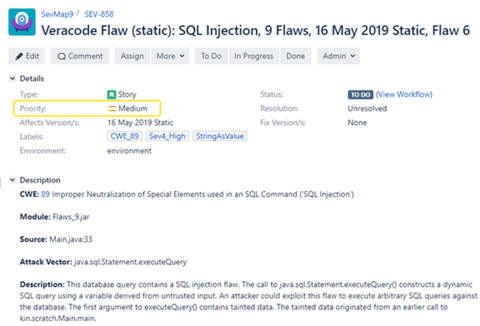 SevMap9 / SEV-858
Veracode Flaw (static): SQL Injection, 9 Flaws, 16 May 2019 Static, Flaw 6
Edit Comment Assign More To Do In Progress Done Admin
Details
Type: Story Status: TO DO (View Workflow)
Priority: Medium Resolution: Unresolved
Affects Version/s: 16 May 2019 Static Fix Version/s: None
Labels: CWE_89 Sev4_High StringAsValue
Environment: environment
Description
CWE: 89 Improper Neutralization of Special Elements used in an SQL Command ('SQL Injection')
Module: Flaws_9.jar
Source: Main.java:33
Attack Vector: java.sql.Statement.executeQuery
Description: This database query contains a SQL injection flaw. The call to java.sql.Statement.executeQuery() constructs a dynamic
SQL query using a variable derived from untrusted input. An attacker could exploit this flaw to execute arbitrary SQL queries against
the database. The first argument to executeQuery() contains tainted data. The tainted data originated from an earlier call to
kin.scratch.Main.main.